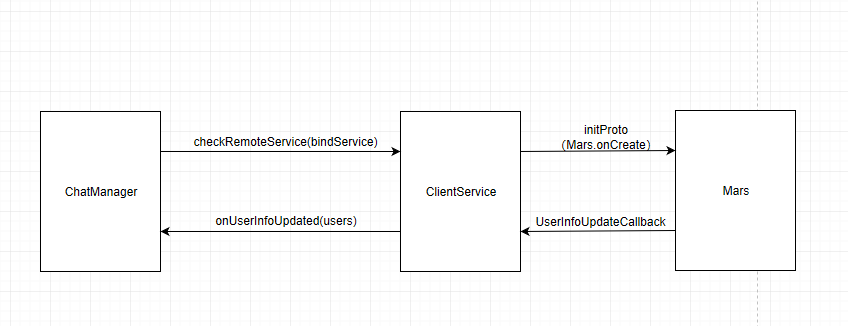 initProto
checkRemoteService(bindService)
(Mars.onCreate)
ChatManager
ClientService
Mars
onUserInfoUpdated(users)
UserInfoUpdateCallback